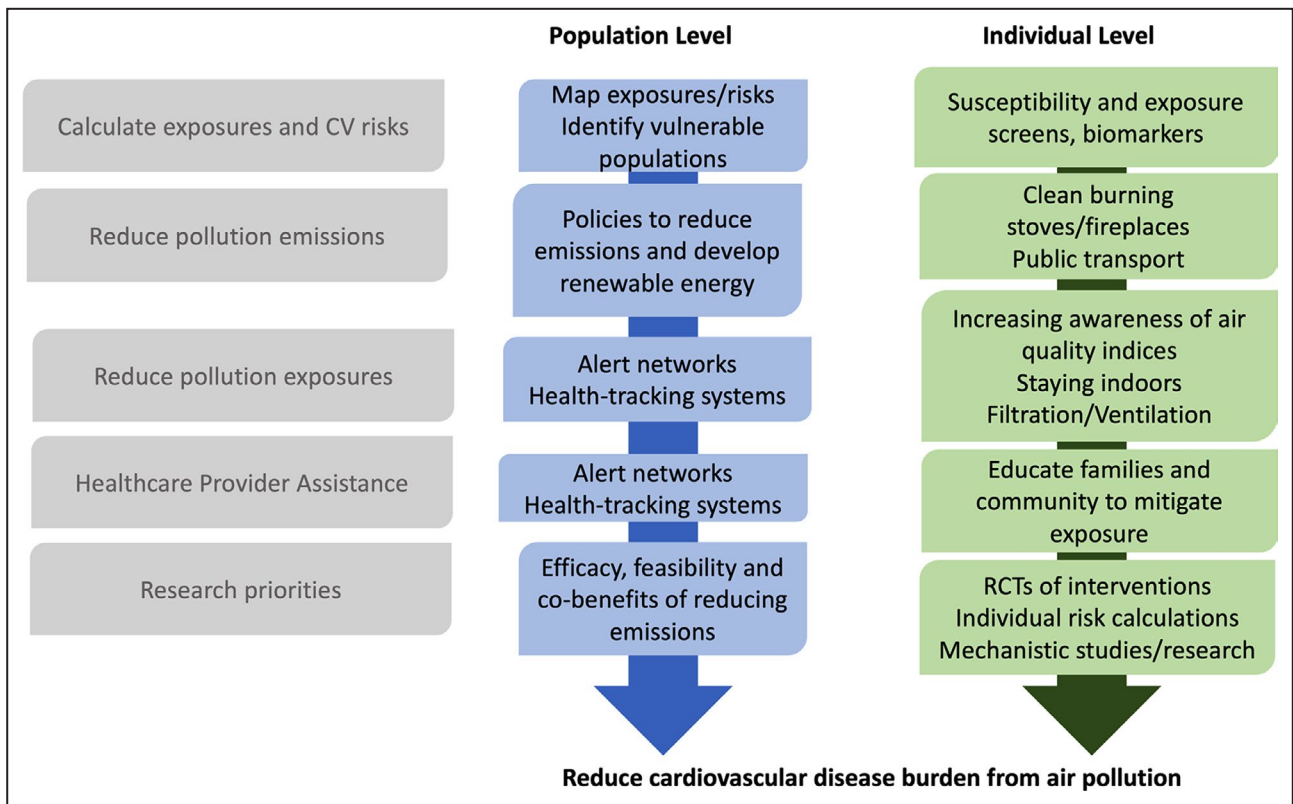 Population Level
Individual Level
Calculate exposures and CV risks
Map exposures/risks
Identify vulnerable
populations
Susceptibility and exposure
screens, biomarkers
Reduce pollution emissions
Policies to reduce
emissions and develop
renewable energy
Clean burning
stoves/fireplaces
Public transport
Reduce pollution exposures
Alert networks
Health-tracking systems
Increasing awareness of air
quality indices
Staying indoors
Filtration/Ventilation
Healthcare Provider Assistance
Alert networks
Health-tracking systems
Educate families and
community to mitigate
exposure
Research priorities
Efficacy, feasibility and
co-benefits of reducing
emissions
RCTs of interventions
Individual risk calculations
Mechanistic studies/research
Reduce cardiovascular disease burden from air pollution